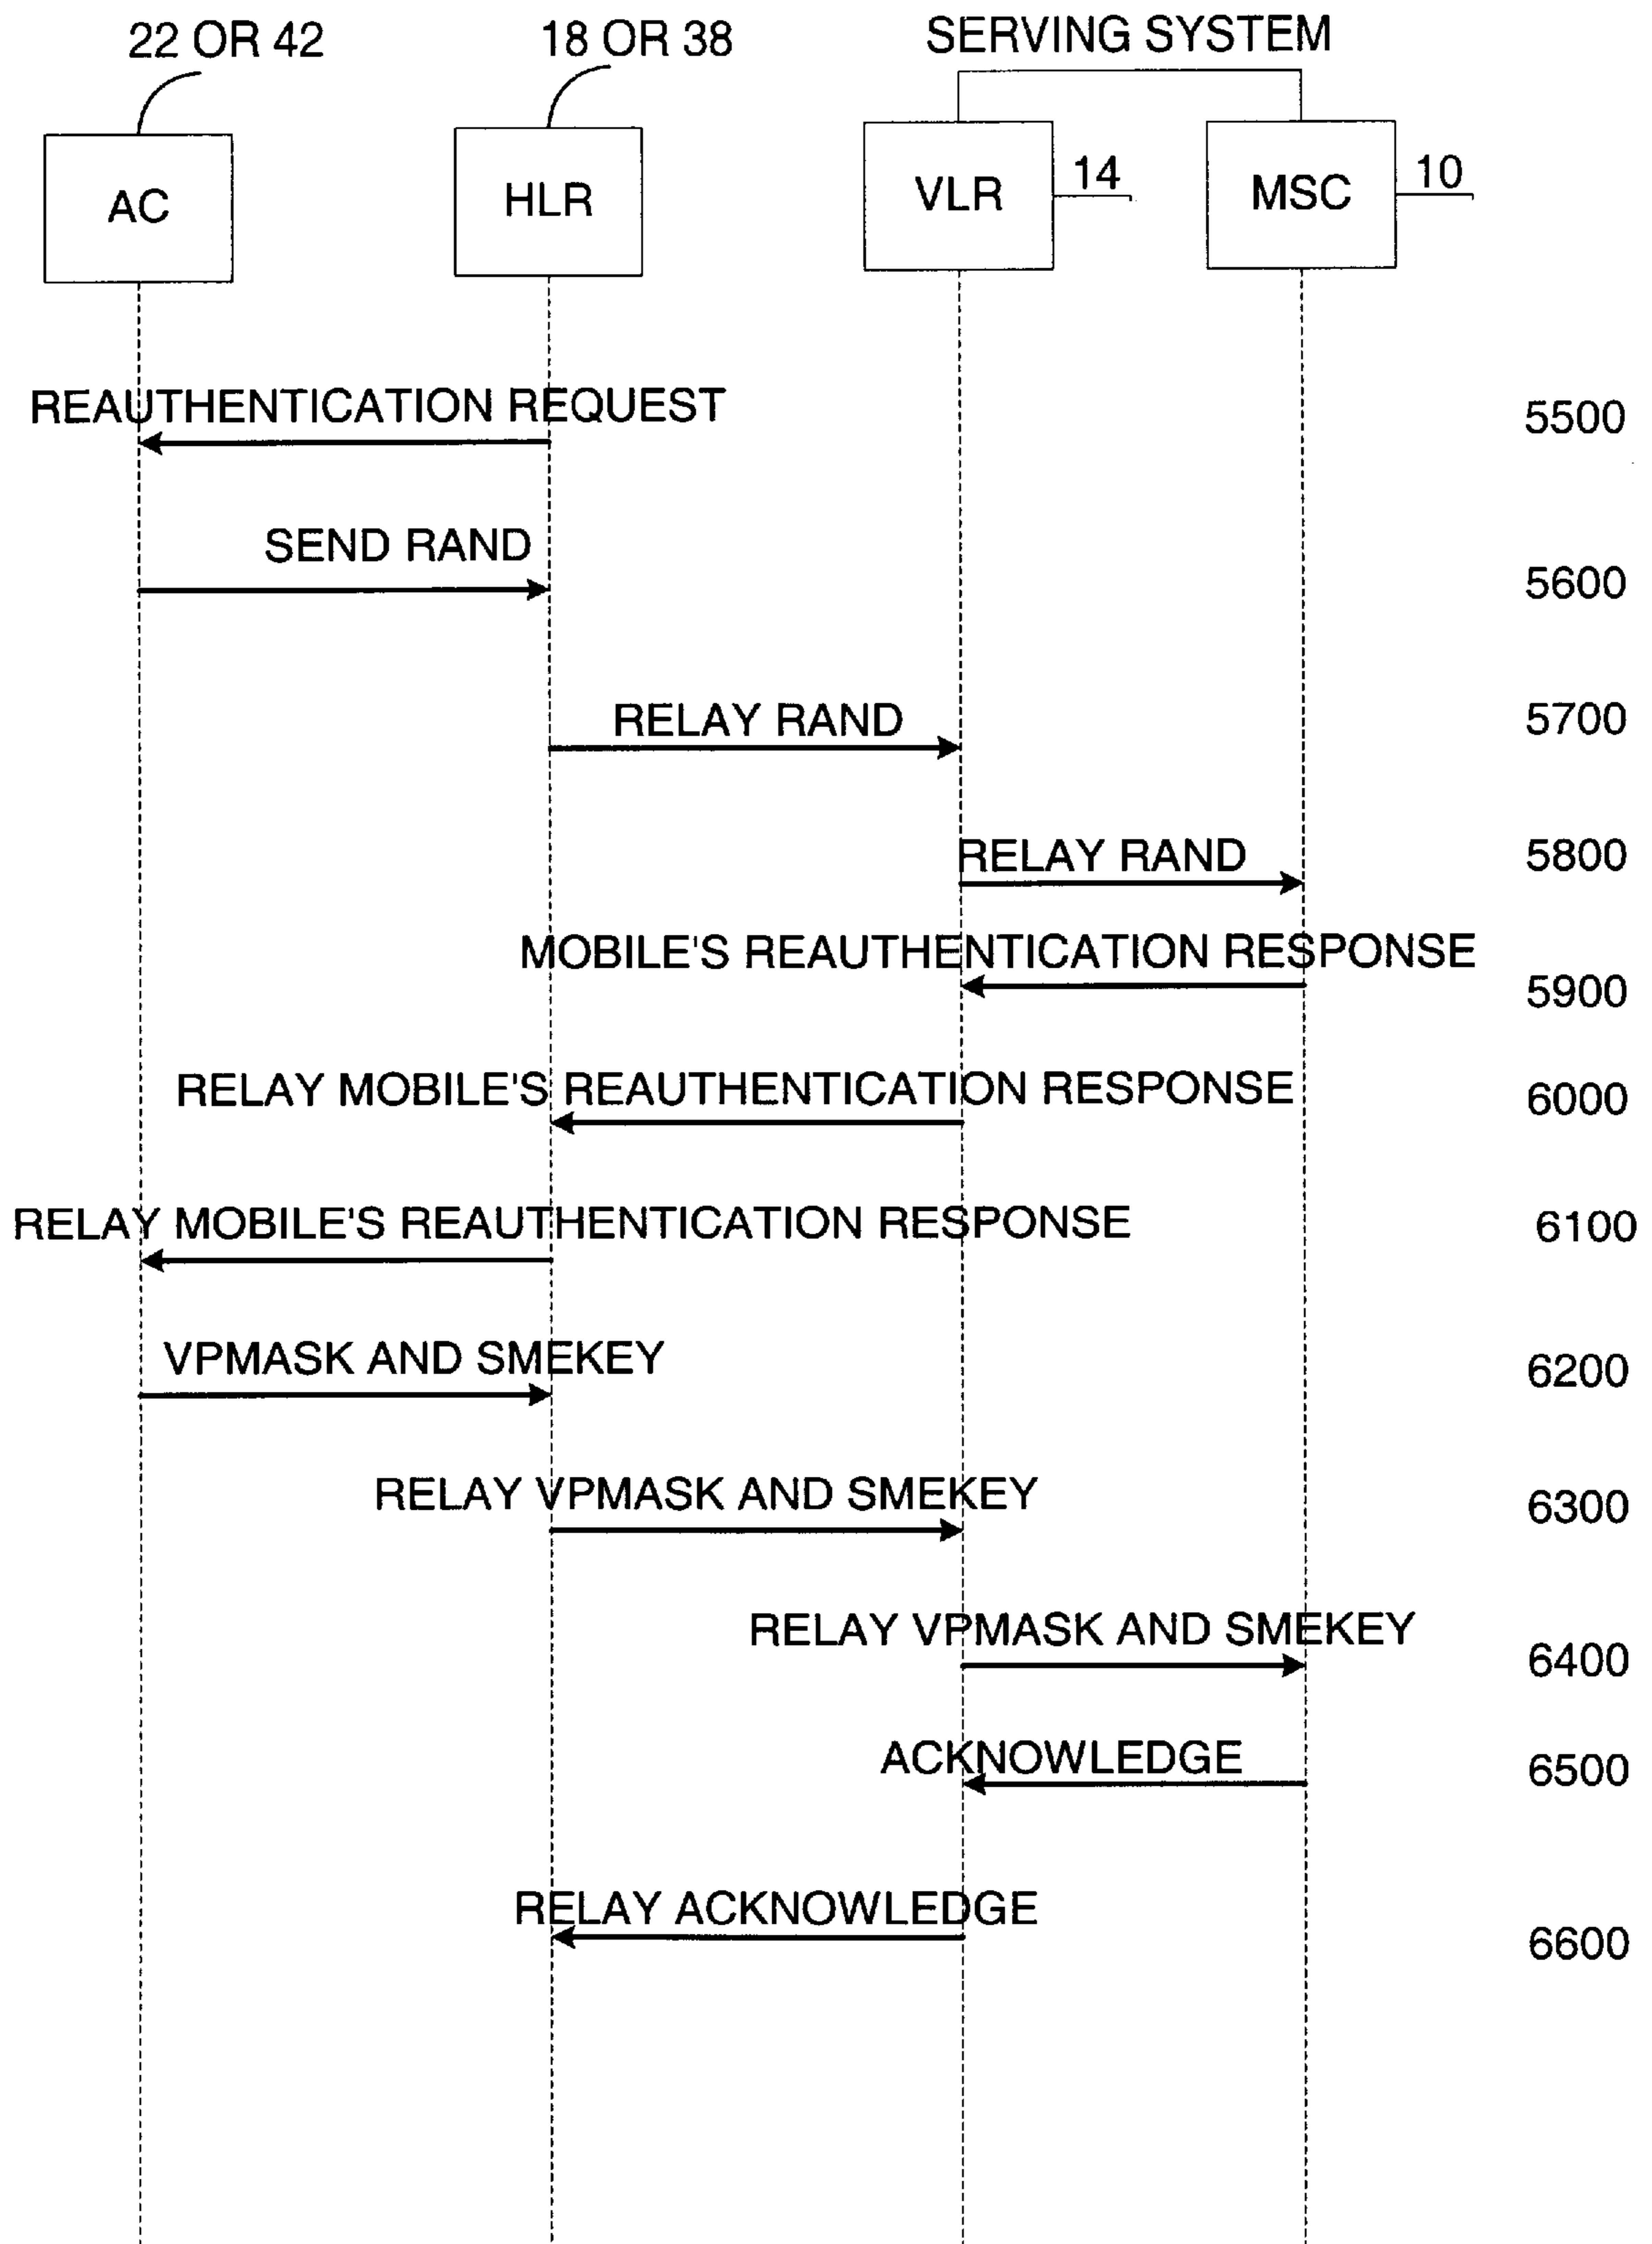 22 OR 42
18 OR 38
SERVING SYSTEM
AC
HLR
VLR
14
MSC
10
REAUTHENTICATION REQUEST
5500
SEND RAND
5600
RELAY RAND
5700
RELAY RAND
5800
MOBILE'S REAUTHENTICATION RESPONSE
5900
RELAY MOBILE'S REAUTHENTICATION RESPONSE
6000
RELAY MOBILE'S REAUTHENTICATION RESPONSE
6100
VPMASK AND SMEKEY
6200
RELAY VPMASK AND SMEKEY
6300
RELAY VPMASK AND SMEKEY
6400
ACKNOWLEDGE
6500
RELAY ACKNOWLEDGE
6600